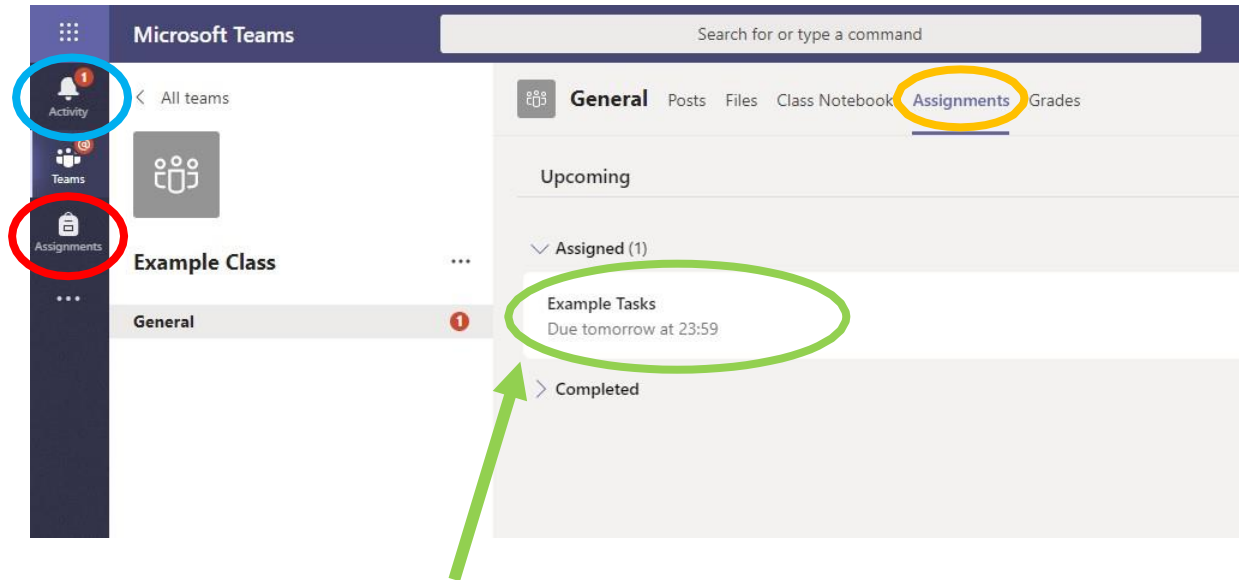 Microsoft Teams
Search for or type a command
1
Activity
@
Teams
Assignments
All teams
Example Class
General
1
General Posts Files Class Notebook Assignments Grades
Upcoming
Assigned (1)
Example Tasks
Due tomorrow at 23:59
Completed